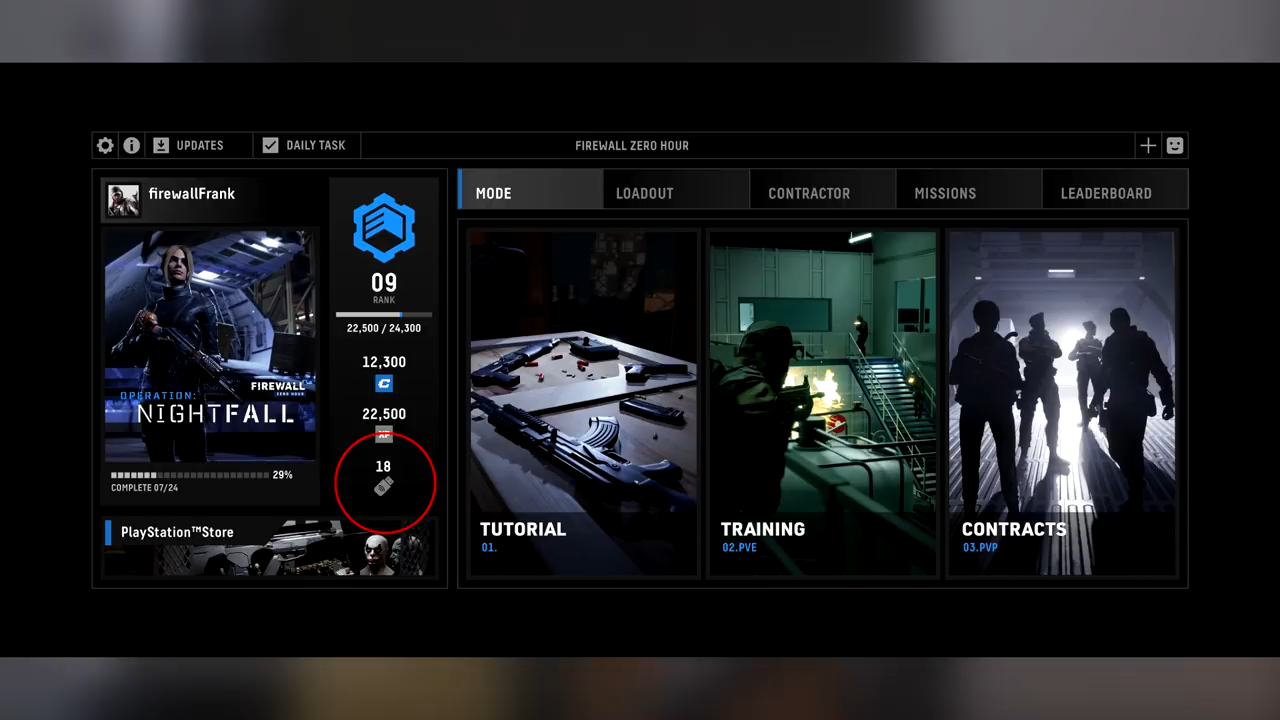 UPDATES
DAILY TASK
FIREWALL ZERO HOUR
firewallFrank
09
RANK
22,500 / 24,300
12,300
C
22,500
XP
18
FIREWALL
ZERO HOUR
OPERATION:
NIGHTFALL
29%
COMPLETE 07/24
PlayStation™Store
MODE
LOADOUT
CONTRACTOR
MISSIONS
LEADERBOARD
TUTORIAL
01.
TRAINING
02.PVE
CONTRACTS
03.PVP